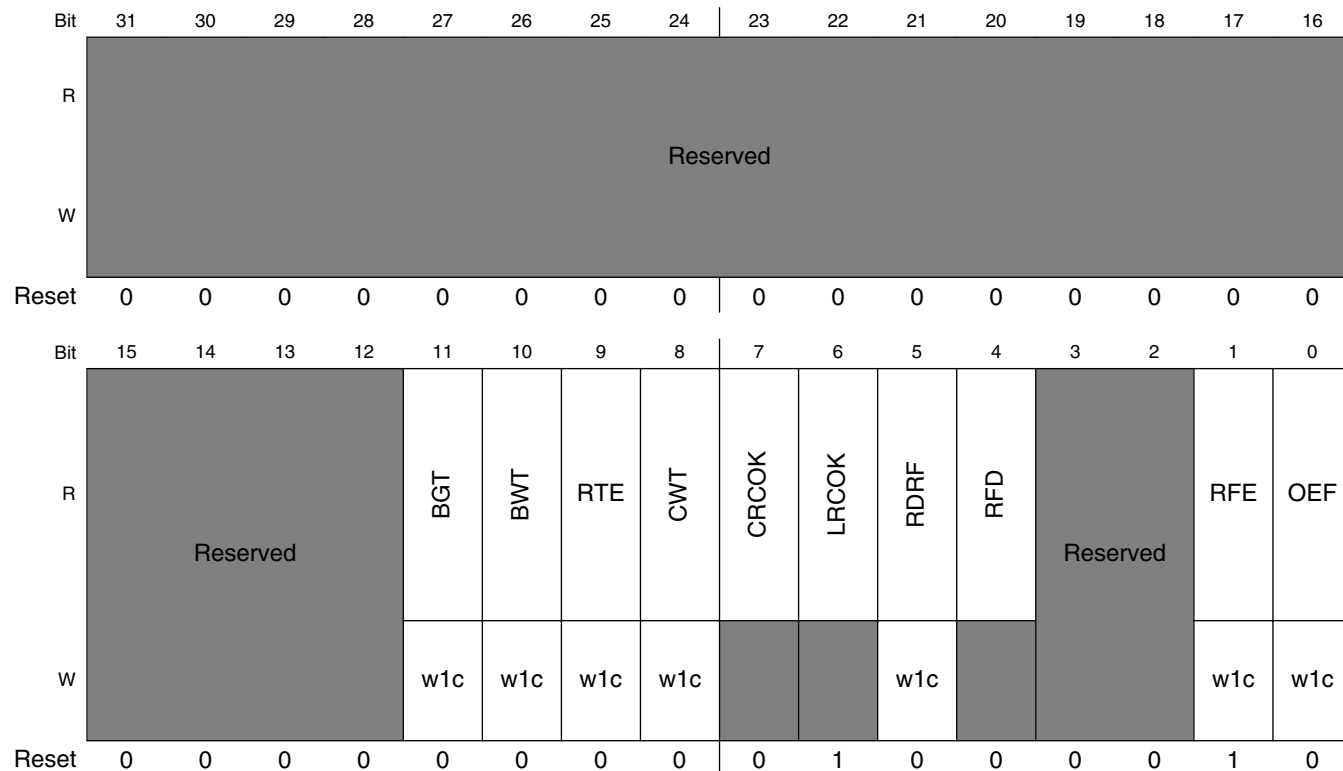 Bit 31 30 29 28 27 26 25 24 23 22 21 20 19 18 17 16
R
Reserved
W
Reset 0 0 0 0 0 0 0 0 0 0 0 0 0 0 0 0
Bit 15 14 13 12 11 10 9 8 7 6 5 4 3 2 1 0
R BGT BWT RTE CWT CRCOK LRCOK RDRF RFD RFE OEF
Reserved Reserved
W w1c w1c w1c w1c w1c w1c w1c
Reset 0 0 0 0 0 0 0 0 0 1 0 0 0 0 1 0